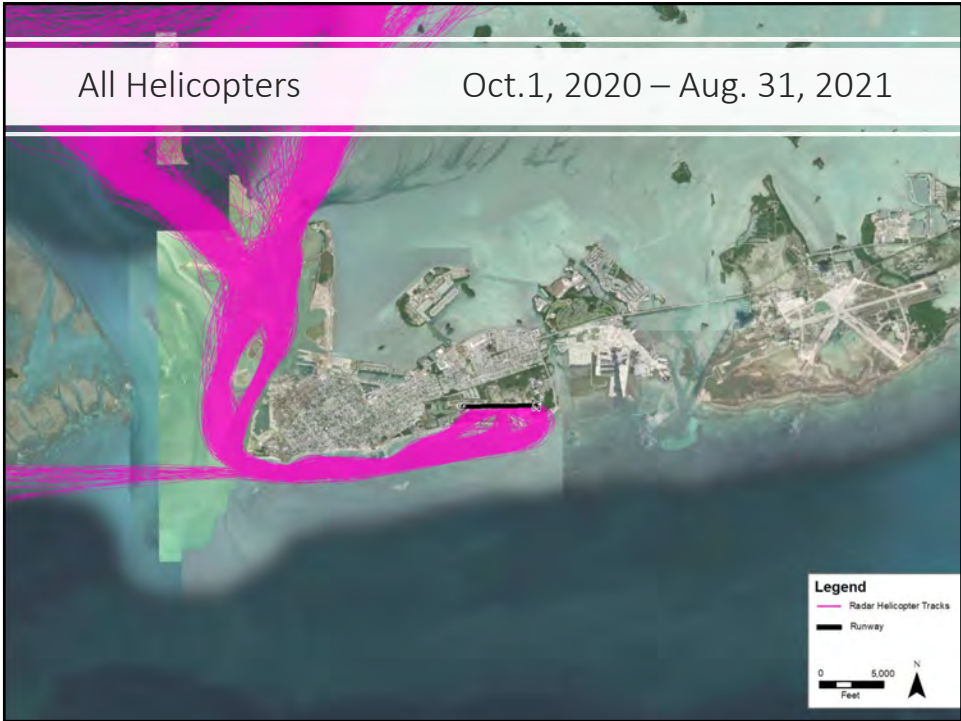 All Helicopters Oct.1, 2020 – Aug. 31, 2021
Legend
Radar Helicopter Tracks
Runway
N
0 5,000
Feet